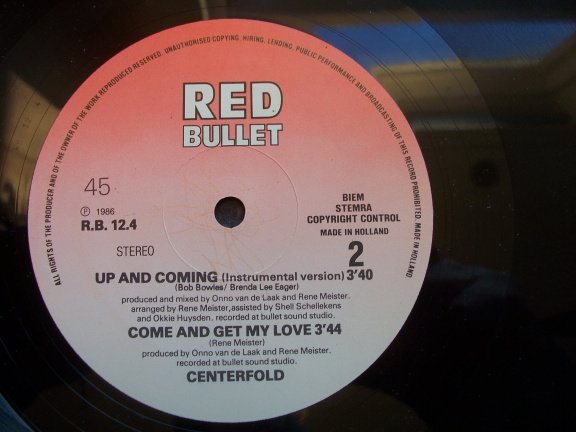 ALL RIGHTS OF THE PRODUCER AND OF THE OWNER OF THE WORK REPRODUCED RESERVED. UNAUTHORISED COPYING, HIRING, LENDING, PUBLIC PERFORMANCE AND BROADCASTING OF THIS RECORD PROHIBITED. MADE IN HOLLAND
RED
BULLET
45
℗ 1986
R.B. 12.4
STEREO
BIEM
STEMRA
COPYRIGHT CONTROL
MADE IN HOLLAND
2
UP AND COMING (Instrumental version) 3'40
(Bob Bowles/ Brenda Lee Eager)
produced and mixed by Onno van de Laak and Rene Meister.
arranged by Rene Meister,assisted by Shell Schellekens
and Okkie Huysden. recorded at bullet sound studio.
COME AND GET MY LOVE 3'44
(Rene Meister)
produced by Onno van de Laak and Rene Meister.
recorded at bullet sound studio.
CENTERFOLD